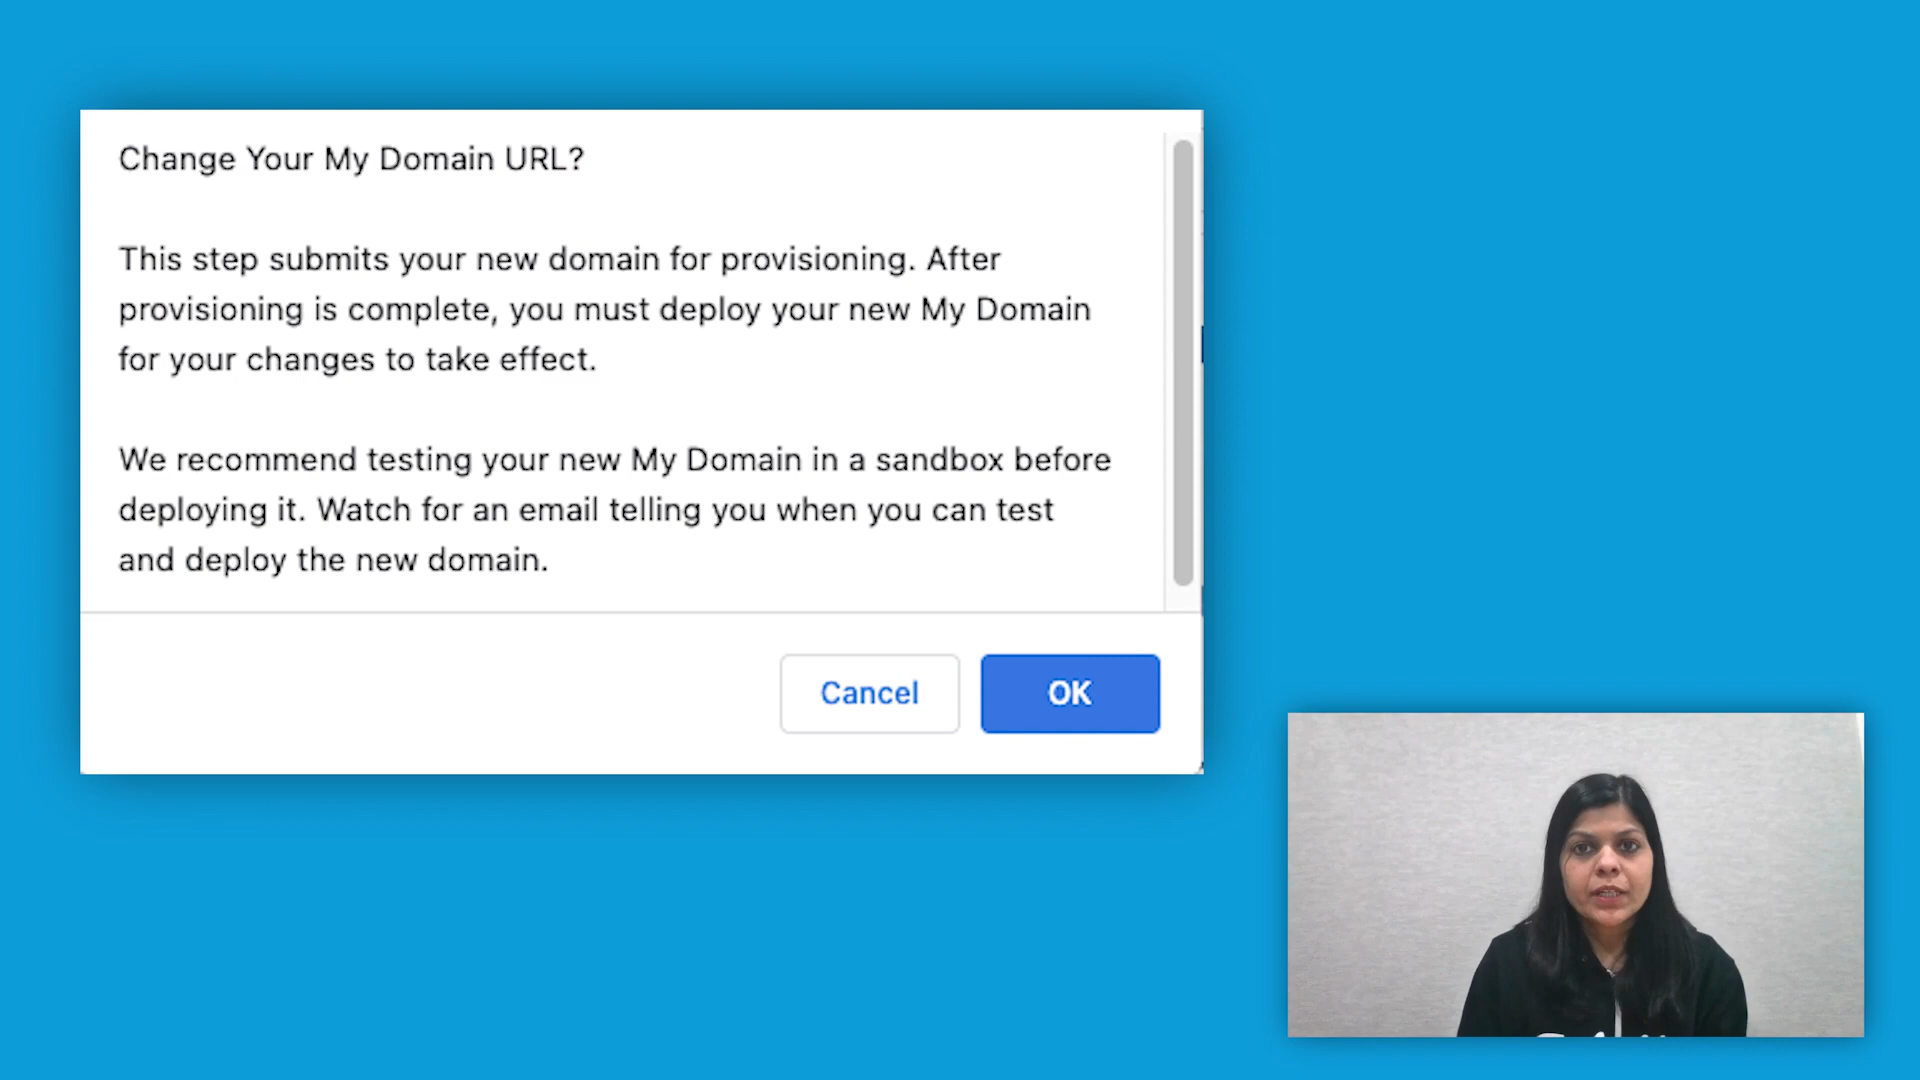 Change Your My Domain URL?
This step submits your new domain for provisioning. After
provisioning is complete, you must deploy your new My Domain
for your changes to take effect.
We recommend testing your new My Domain in a sandbox before
deploying it. Watch for an email telling you when you can test
and deploy the new domain.
Cancel
OK